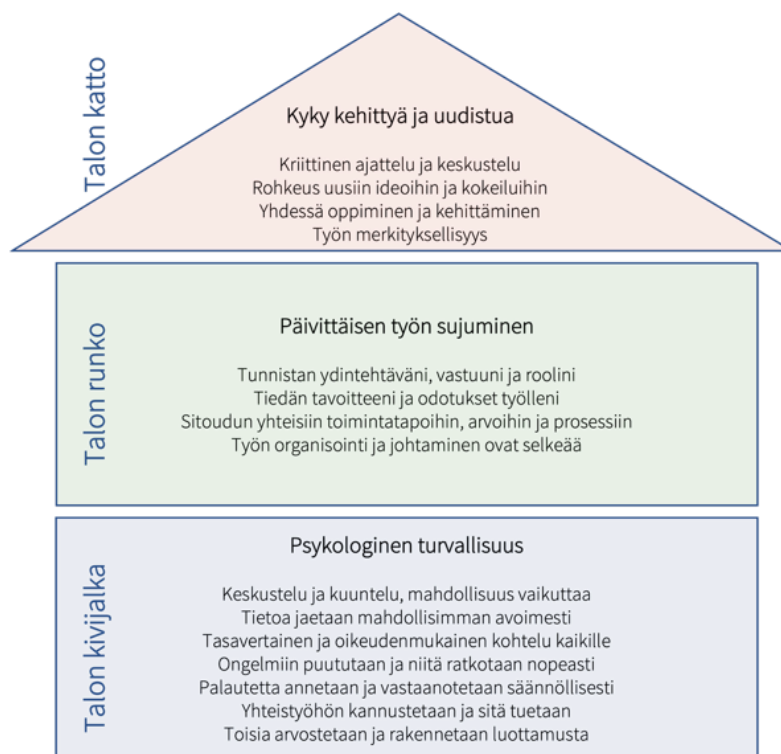 Talon katto
Kyky kehittyä ja uudistua
Kriittinen ajattelu ja keskustelu
Rohkeus uusiin ideoihin ja kokeiluihin
Yhdessä oppiminen ja kehittäminen
Työn merkityksellisyys
Talon runko
Päivittäisen työn sujuminen
Tunnistan ydintehtäväni, vastuuni ja roolini
Tiedän tavoitteeni ja odotukset työlleni
Sitoudun yhteisiin toimintatapoihin, arvoihin ja prosessiin
Työn organisointi ja johtaminen ovat selkeää
Talon kivijalka
Psykologinen turvallisuus
Keskustelu ja kuuntelu, mahdollisuus vaikuttaa
Tietoa jaetaan mahdollisimman avoimesti
Tasavertainen ja oikeudenmukainen kohtelu kaikille
Ongelmiin puututaan ja niitä ratkotaan nopeasti
Palautetta annetaan ja vastaanotetaan säännöllisesti
Yhteistyöhön kannustetaan ja sitä tuetaan
Toisia arvostetaan ja rakennetaan luottamusta